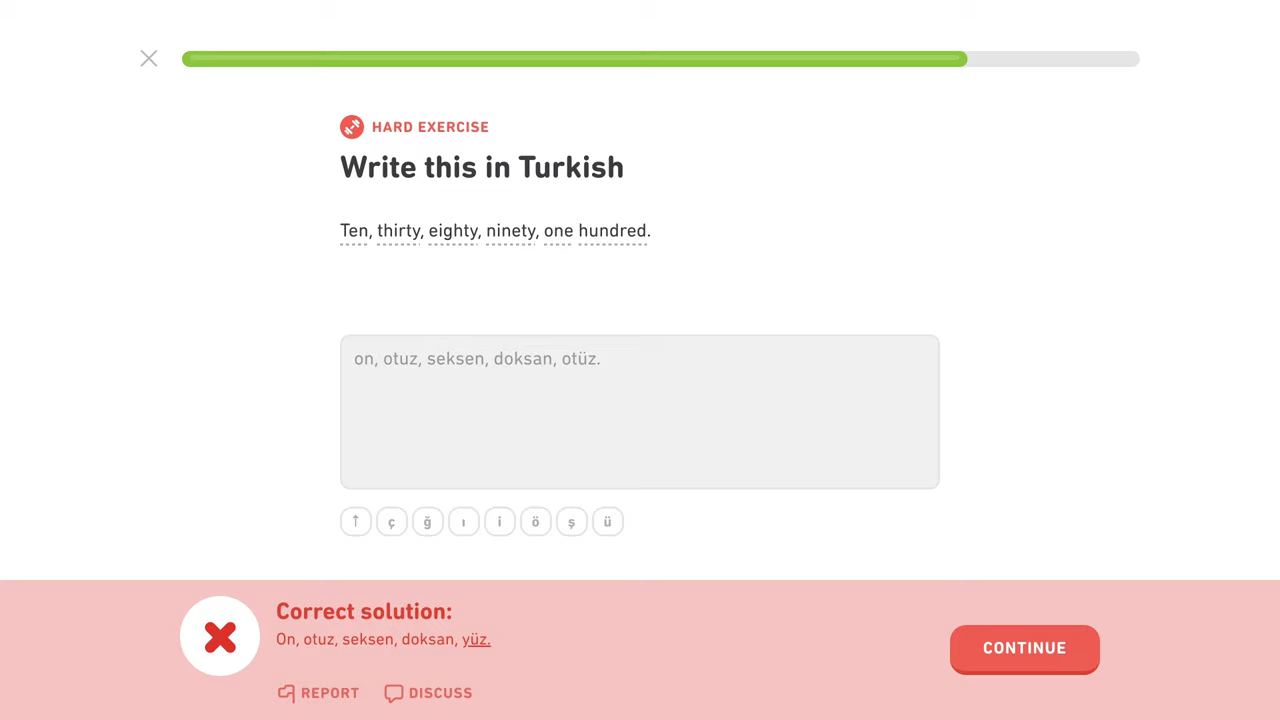 HARD EXERCISE
Write this in Turkish
Ten, thirty, eighty, ninety, one hundred.
on, otuz, seksen, doksan, otüz.
↑ ç ğ ı i ö ş ü
Correct solution:
On, otuz, seksen, doksan, yüz.
CONTINUE
REPORT DISCUSS